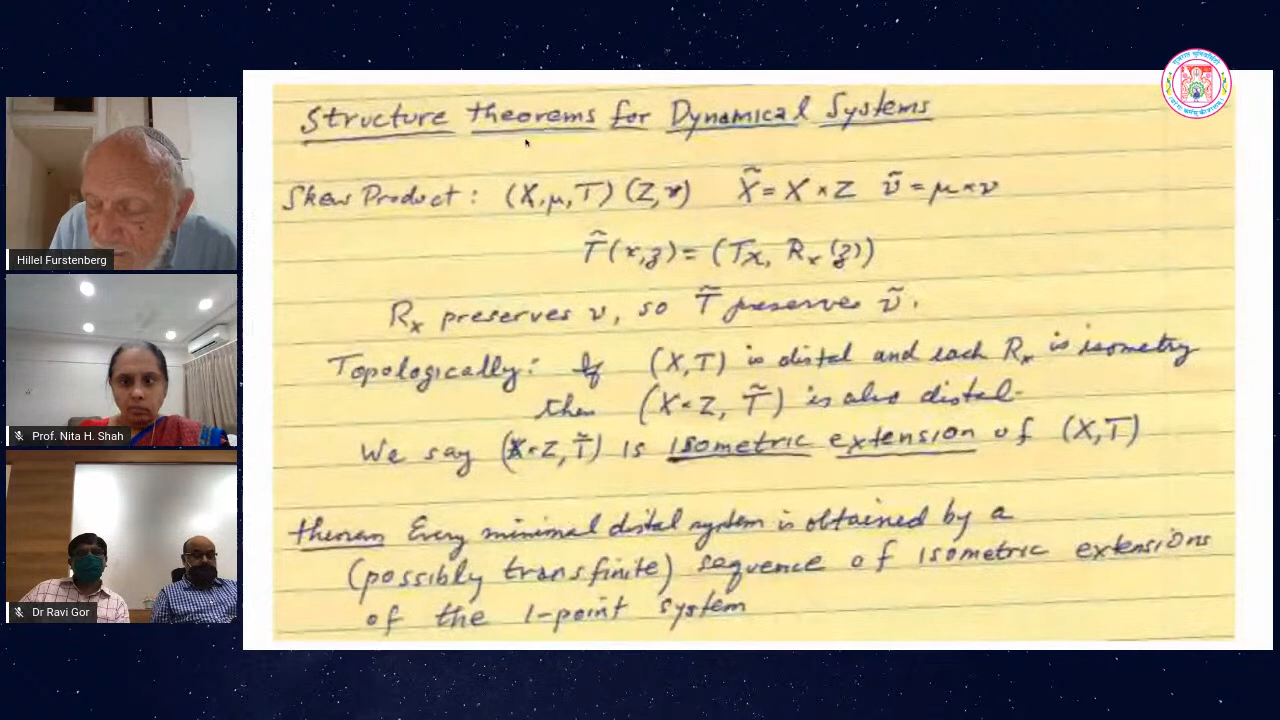 Structure theorems for Dynamical Systems
Skew Product: (X,μ,T) (Z,ν) X̃ = X × Z ν̃ = μ×ν
T̃(x,z) = (Tx, Rₓ(z))
Rₓ preserves ν, so T̃ preserves ν̃.
Topologically: If (X,T) is distal and each Rₓ is isometry
then (X×Z, T̃) is also distal.
We say (X×Z,T̃) is isometric extension of (X,T)
theorem Every minimal distal system is obtained by a
(possibly transfinite) sequence of isometric extensions
of the 1-point system
Hillel Furstenberg
Prof. Nita H. Shah
Dr Ravi Gor